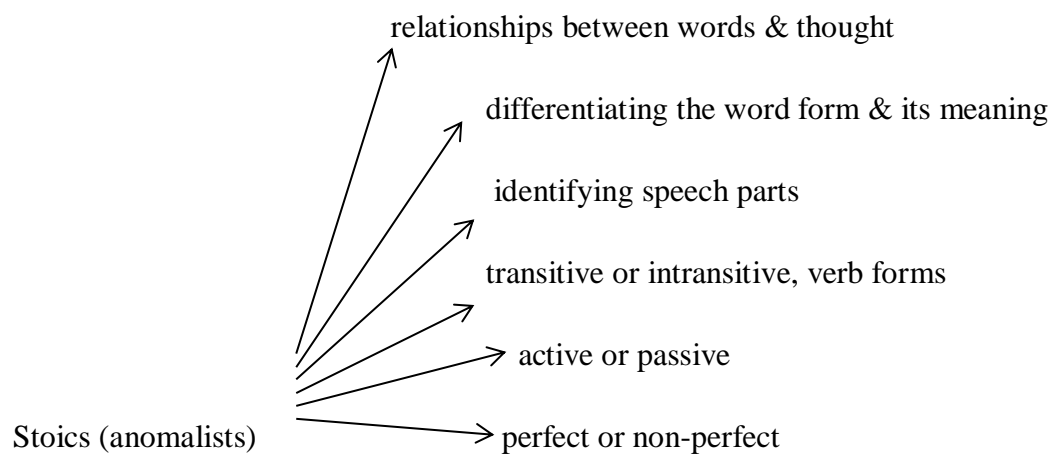 relationships between words & thought
differentiating the word form & its meaning
identifying speech parts
transitive or intransitive, verb forms
active or passive
Stoics (anomalists)
perfect or non-perfect